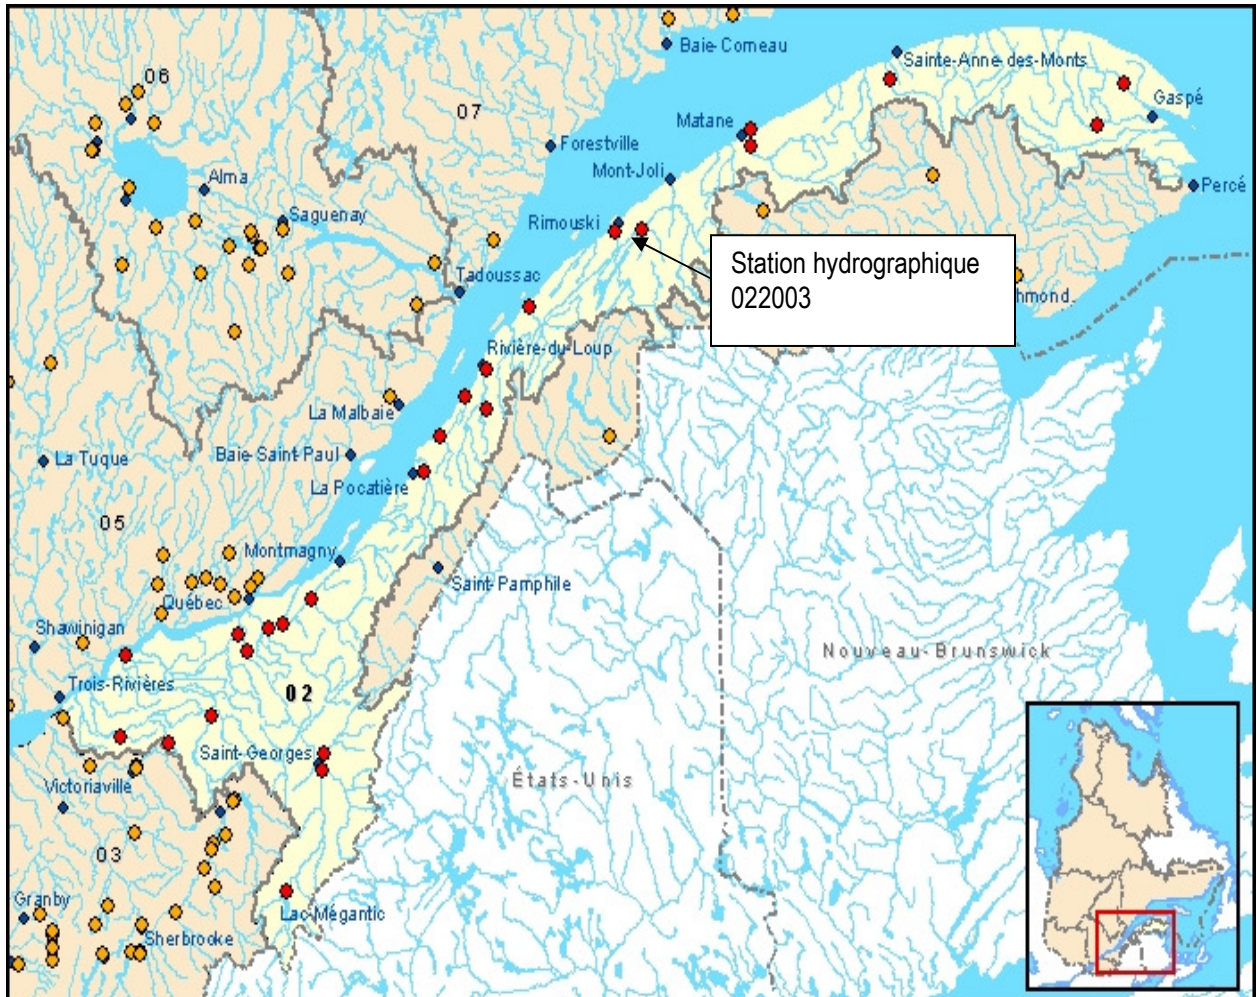 Baie-Comeau
Sainte-Anne-des-Monts
06
07
Gaspé
Matane
Forestville
Mont-Joli
Alma
Percé
Saguenay
Rimouski
Station hydrographique
022003
Tadoussac
hmond.
Rivière-du-Loup
La Malbaie
La Tuque
Baie-Saint-Paul
La Pocatière
05
Montmagny
Saint-Pamphile
Québec
Shawinigan
Nouveau-Brunswick
Trois-Rivières
02
Saint-Georges
États-Unis
Victoriaville
03
Granby
Lac-Mégantic
Sherbrooke